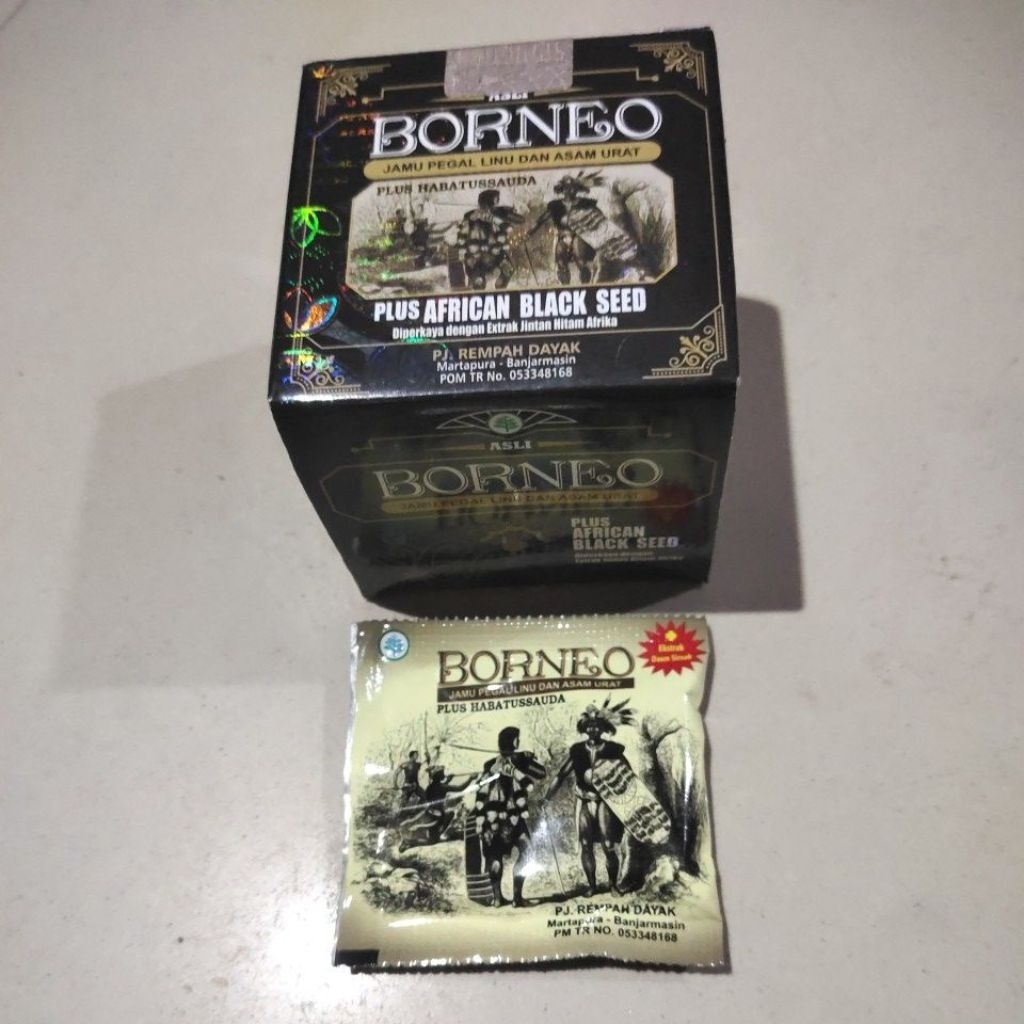 ASLI
BORNEO
JAMU PEGAL LINU DAN ASAM URAT
PLUS HABATUSSAUDA
PLUS AFRICAN BLACK SEED
Diperkaya dengan Extrak Jintan Hitam Afrika
PJ. REMPAH DAYAK
Martapura - Banjarmasin
POM TR No. 053348168
ASLI
BORNEO
JAMU PEGAL LINU DAN ASAM URAT
PLUS
AFRICAN
BLACK SEED
Diperkaya dengan
BORNEO
JAMU PEGAL LINU DAN ASAM URAT
PLUS HABATUSSAUDA
Ekstrak
PJ. REMPAH DAYAK
Martapura - Banjarmasin
PM TR NO. 053348168